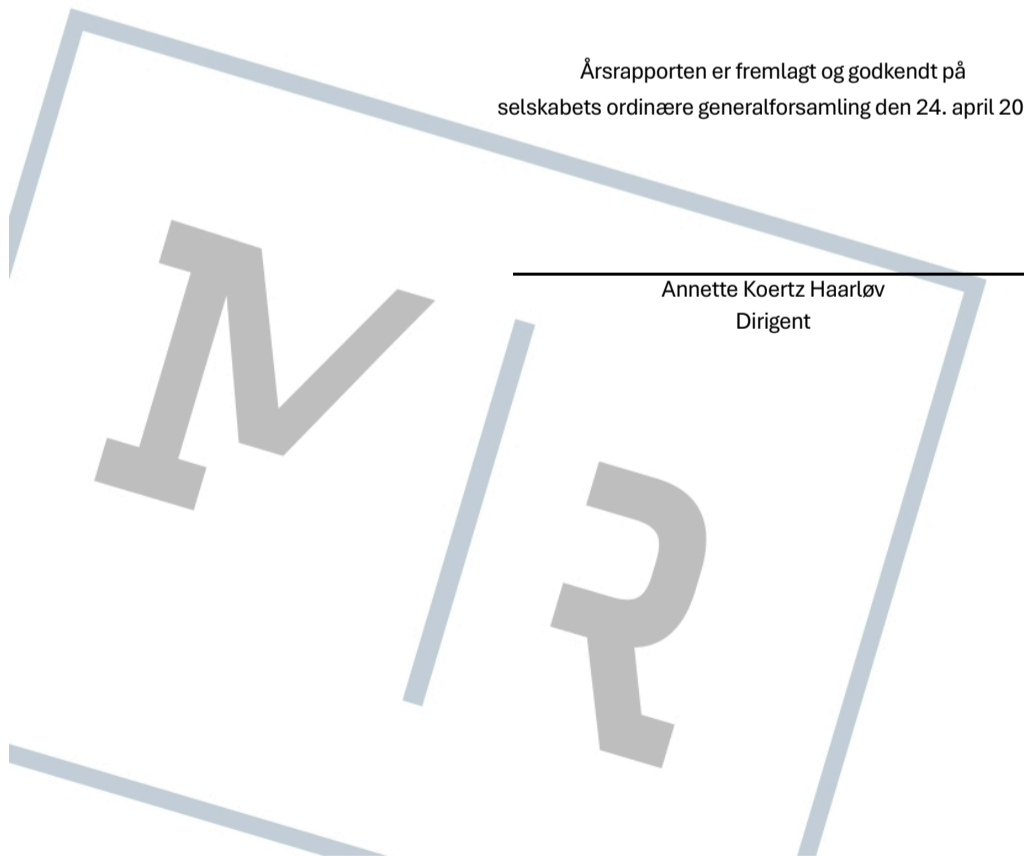 Årsrapporten er fremlagt og godkendt på
selskabets ordinære generalforsamling den 24. april 20
Annette Koertz Haarløv
Dirigent
M R